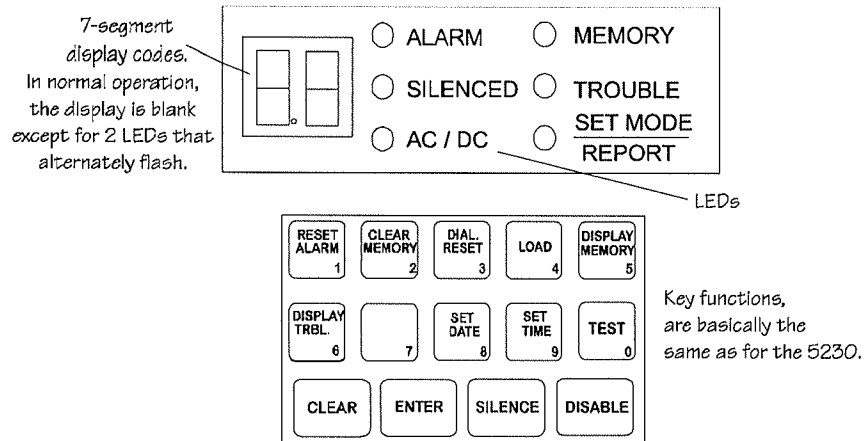 7-segment
display codes.
In normal operation,
the display is blank
except for 2 LEDs that
alternately flash.
ALARM
MEMORY
SILENCED
TROUBLE
AC / DC
SET MODE
REPORT
LEDs
RESET
ALARM
1
CLEAR
MEMORY
2
DIAL.
RESET
3
LOAD
4
DISPLAY
MEMORY
5
DISPLAY
TRBL.
6
7
SET
DATE
8
SET
TIME
9
TEST
0
Key functions,
are basically the
same as for the 5230.
CLEAR
ENTER
SILENCE
DISABLE